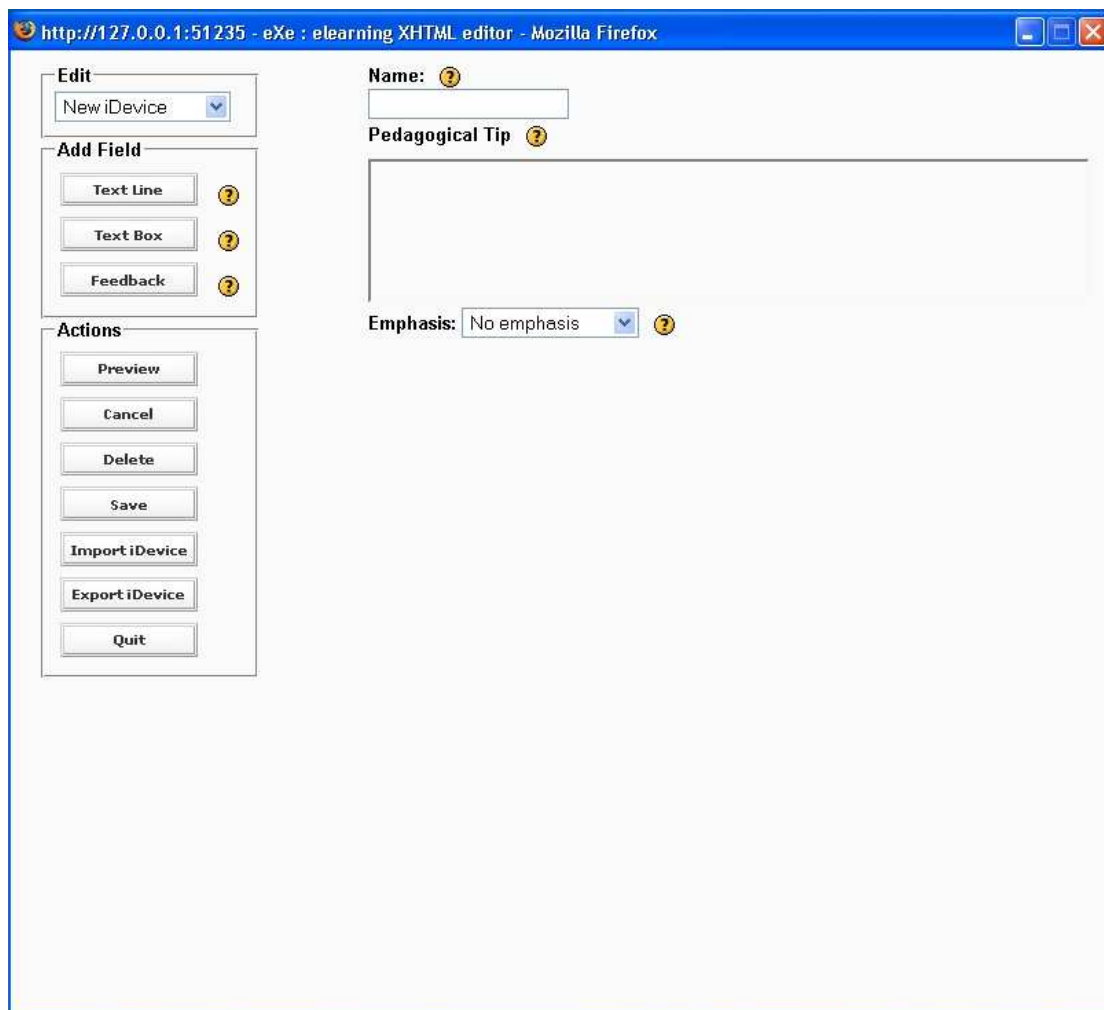 http://127.0.0.1:51235 - eXe : elearning XHTML editor - Mozilla Firefox
Edit
New iDevice
Add Field
Text Line ?
Text Box ?
Feedback ?
Actions
Preview
Cancel
Delete
Save
Import iDevice
Export iDevice
Quit
Name: ?
Pedagogical Tip ?
Emphasis: No emphasis ?